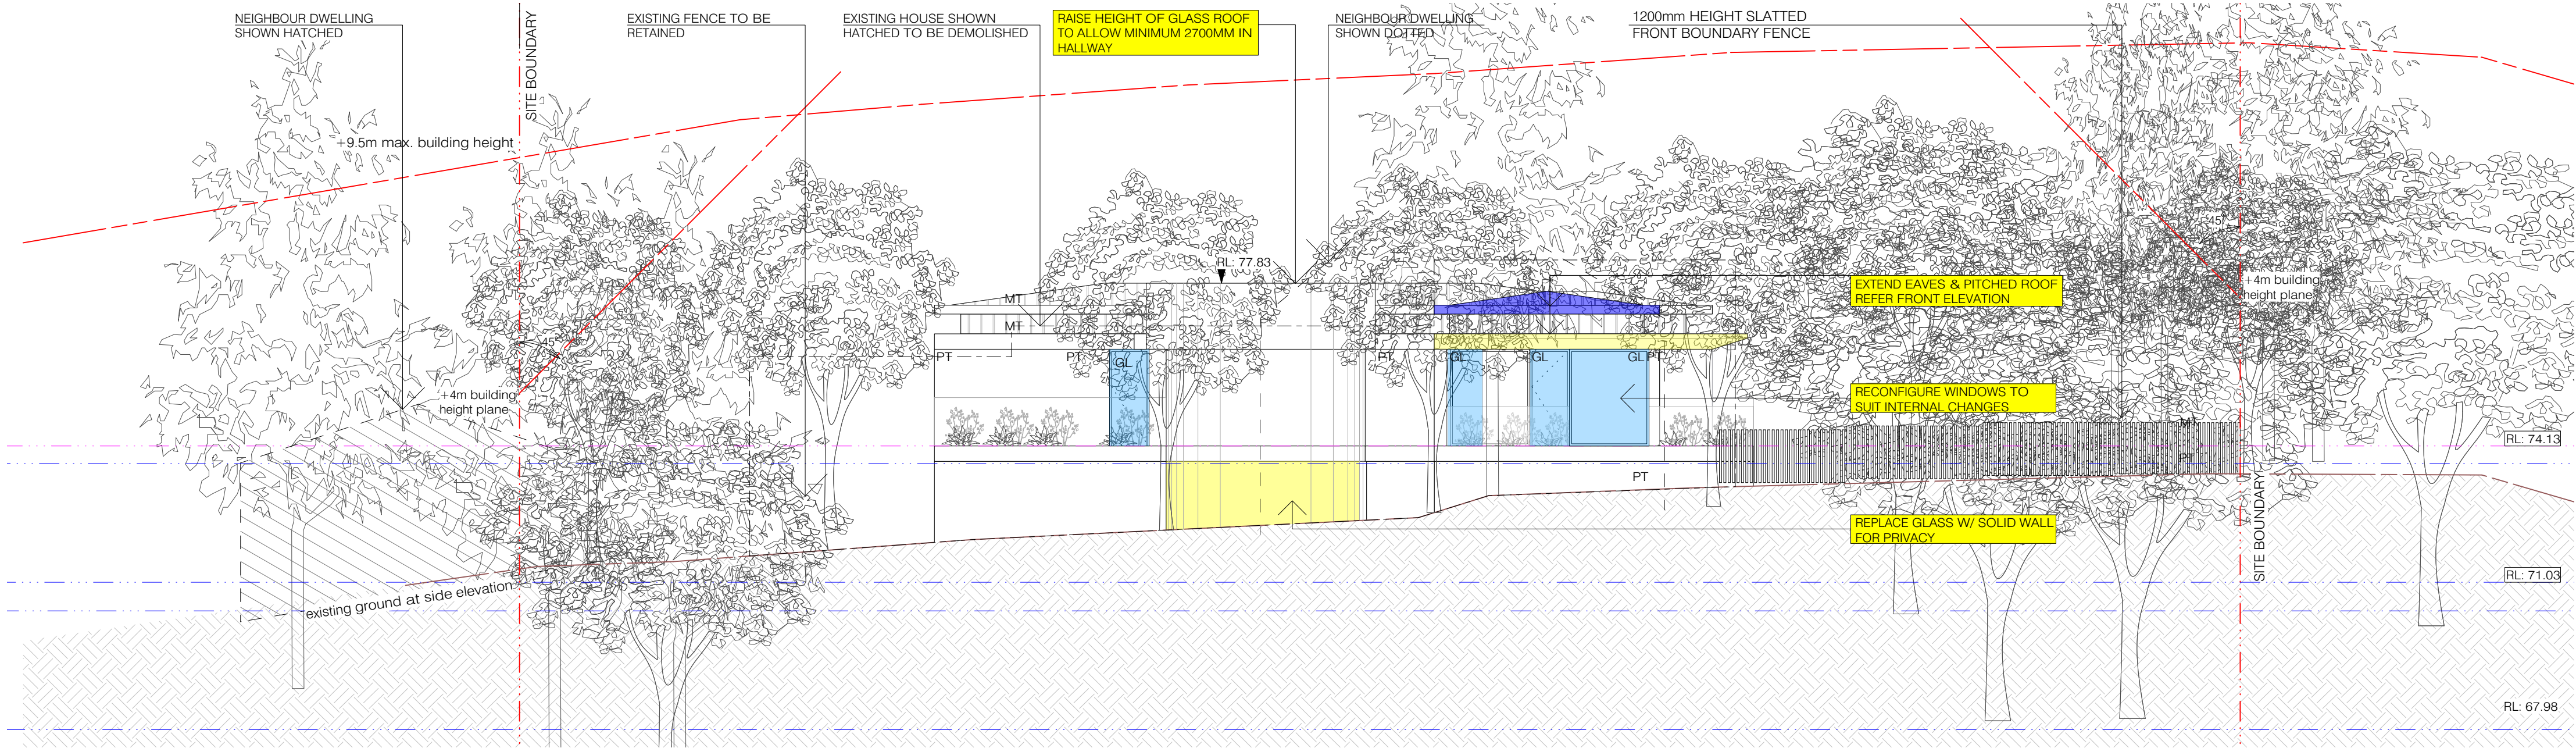 NEIGHBOUR DWELLING
SHOWN HATCHED
SITE BOUNDARY
EXISTING FENCE TO BE
RETAINED
EXISTING HOUSE SHOWN
HATCHED TO BE DEMOLISHED
RAISE HEIGHT OF GLASS ROOF
TO ALLOW MINIMUM 2700MM IN
HALLWAY
NEIGHBOUR DWELLING
SHOWN DOTTED
1200mm HEIGHT SLATTED
FRONT BOUNDARY FENCE
+9.5m max. building height
45°
RL: 77.83
+4m building
height plane
EXTEND EAVES & PITCHED ROOF
REFER FRONT ELEVATION
MT
MT
45°
PT
PT
GL
PT
GL
GL
GL
PT
+4m building
height plane
RECONFIGURE WINDOWS TO
SUIT INTERNAL CHANGES
MT
RL: 74.13
PT
PT
SITE BOUNDARY
REPLACE GLASS W/ SOLID WALL
FOR PRIVACY
RL: 71.03
existing ground at side elevation
RL: 67.98